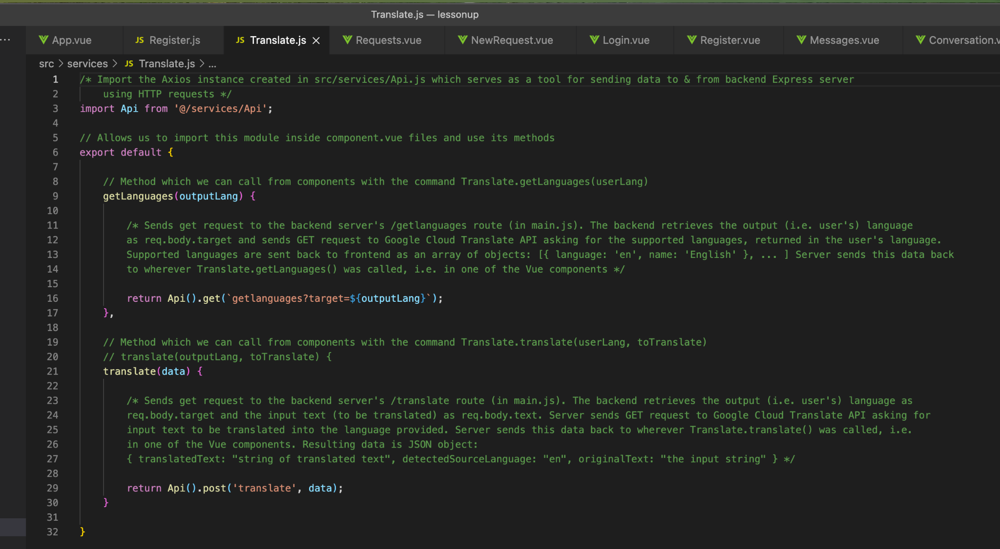 Translate.js — lessonup
... App.vue JS Register.js JS Translate.js × Requests.vue NewRequest.vue Login.vue Register.vue Messages.vue Conversation.v
src > services > JS Translate.js > ...
1 /* Import the Axios instance created in src/services/Api.js which serves as a tool for sending data to & from backend Express server
2 using HTTP requests */
3 import Api from '@/services/Api';
4
5 // Allows us to import this module inside component.vue files and use its methods
6 export default {
7
8 // Method which we can call from components with the command Translate.getLanguages(userLang)
9 getLanguages(outputLang) {
10
11 /* Sends get request to the backend server's /getlanguages route (in main.js). The backend retrieves the output (i.e. user's) language
12 as req.body.target and sends GET request to Google Cloud Translate API asking for the supported languages, returned in the user's language.
13 Supported languages are sent back to frontend as an array of objects: [{ language: 'en', name: 'English' }, ... ] Server sends this data back
14 to wherever Translate.getLanguages() was called, i.e. in one of the Vue components */
15
16 return Api().get(`getlanguages?target=${outputLang}`);
17 },
18
19 // Method which we can call from components with the command Translate.translate(userLang, toTranslate)
20 // translate(outputLang, toTranslate) {
21 translate(data) {
22
23 /* Sends get request to the backend server's /translate route (in main.js). The backend retrieves the output (i.e. user's) language as
24 req.body.target and the input text (to be translated) as req.body.text. Server sends GET request to Google Cloud Translate API asking for
25 input text to be translated into the language provided. Server sends this data back to wherever Translate.translate() was called, i.e.
26 in one of the Vue components. Resulting data is JSON object:
27 { translatedText: "string of translated text", detectedSourceLanguage: "en", originalText: "the input string" } */
28
29 return Api().post('translate', data);
30 }
31
32 }